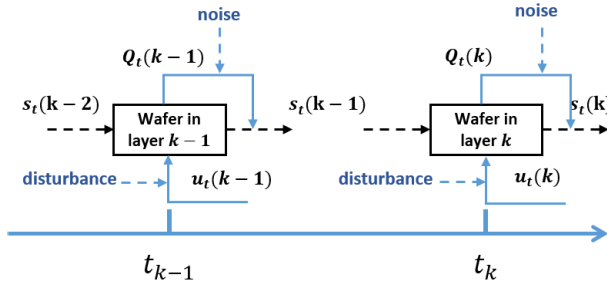 noise
noise
Q_t(k−1)
Q_t(k)
s_t(k−2)
Wafer in
layer k−1
s_t(k−1)
Wafer in
layer k
s_t(k)
disturbance
u_t(k−1)
disturbance
u_t(k)
t_{k−1}
t_k